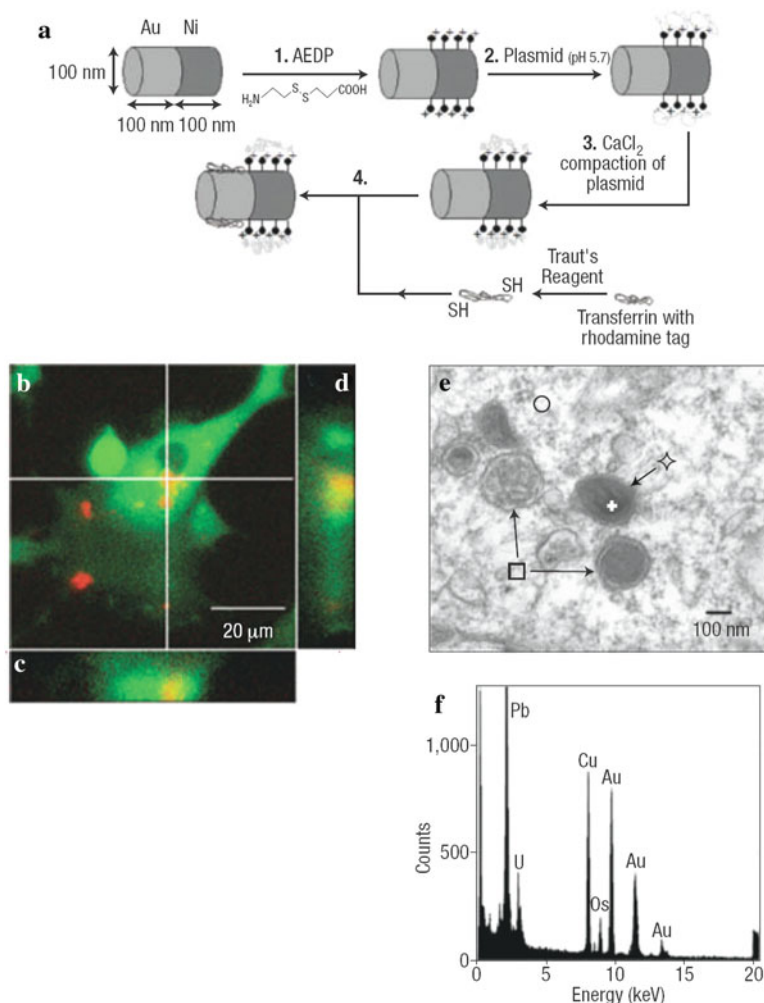 a
Au Ni
100 nm
100 nm 100 nm
1. AEDP
H₂N S S COOH
2. Plasmid (pH 5.7)
3. CaCl₂
compaction of
plasmid
4.
Traut's
Reagent
SH
SH
Transferrin with
rhodamine tag
b
d
20 μm
c
e
100 nm
f
Counts
1,000
500
0
Pb
U
Cu
Os
Au
Au
Au
0 5 10 15 20
Energy (keV)